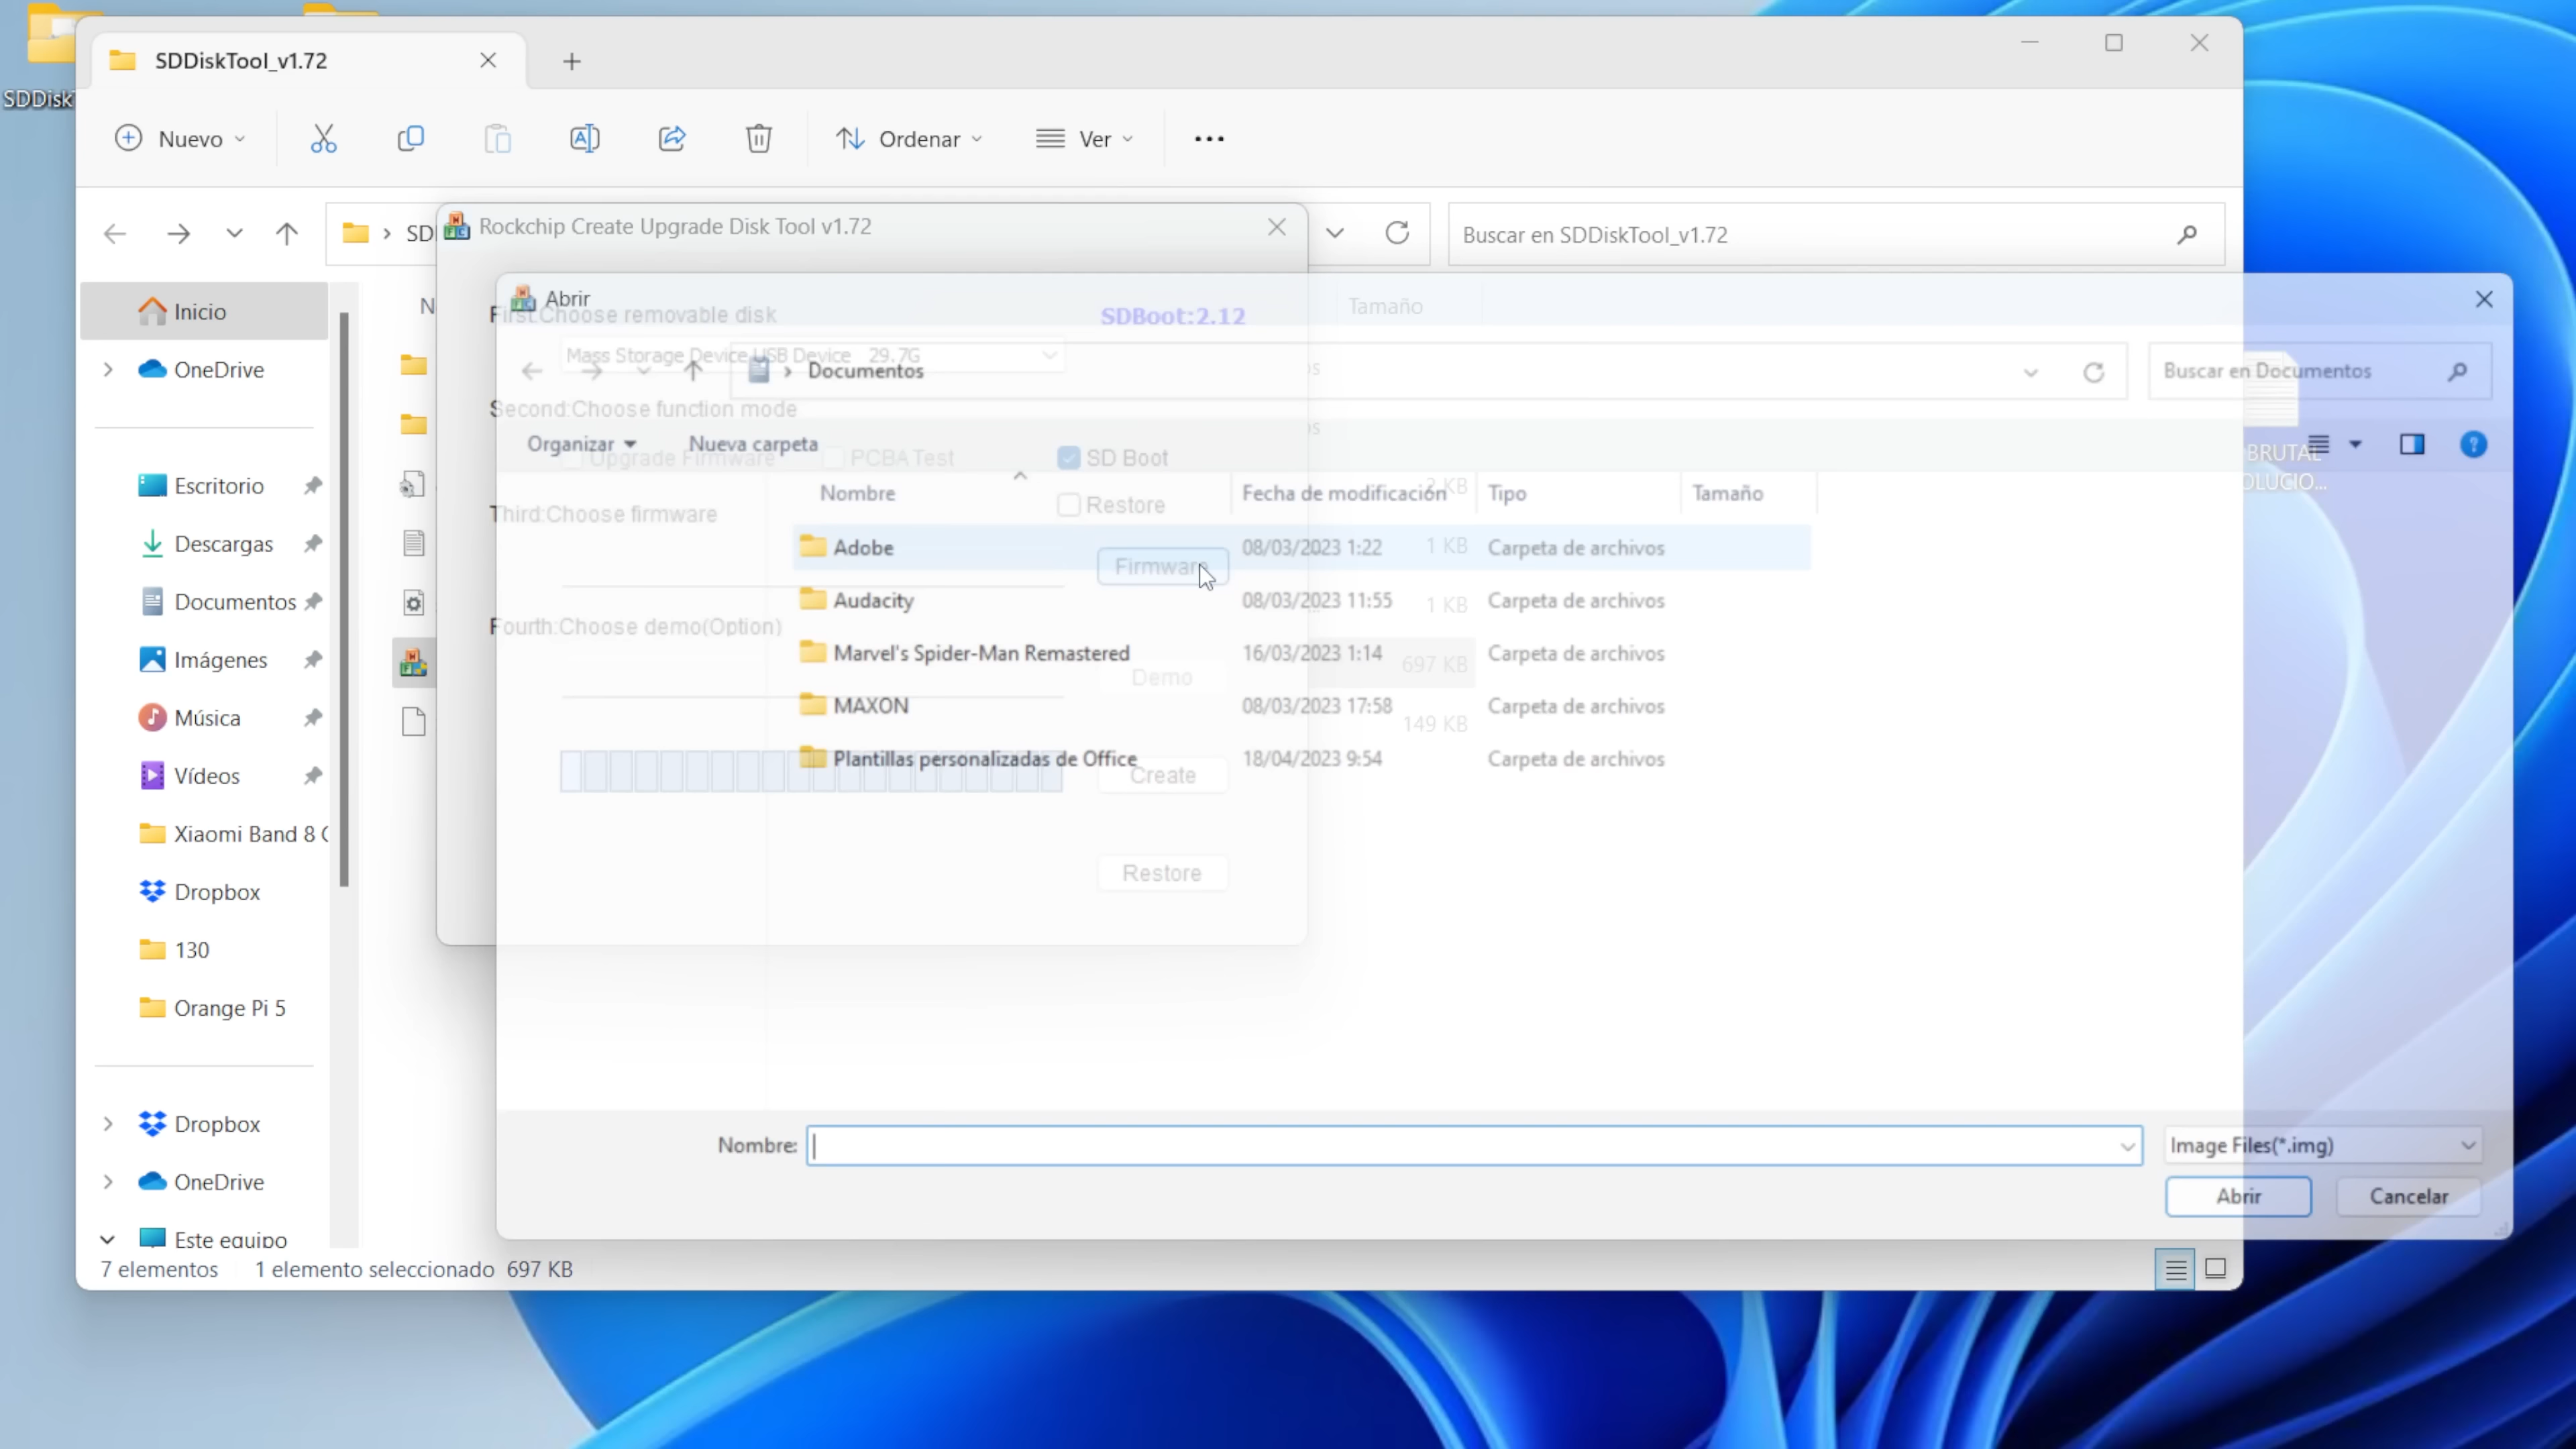 SDDiskTool_v1.72
SDDisk
Nuevo
Ordenar
Ver
SD
Rockchip Create Upgrade Disk Tool v1.72
Buscar en SDDiskTool_v1.72
Abrir
First:Choose removable disk
SDBoot:2.12
Tamaño
Mass Storage Device USB Device 29.7G
Documentos
Buscar en Documentos
Second:Choose function mode
Organizar
Nueva carpeta
Upgrade Firmware
PCBA Test
SD Boot
Restore
BRUTAL
OLUCIO...
Nombre
Fecha de modificación
Tipo
Tamaño
2 KB
Third:Choose firmware
Adobe
08/03/2023 1:22
1 KB
Carpeta de archivos
Firmware
Audacity
08/03/2023 11:55
1 KB
Carpeta de archivos
Fourth:Choose demo(Option)
Marvel's Spider-Man Remastered
16/03/2023 1:14
697 KB
Carpeta de archivos
Demo
MAXON
08/03/2023 17:58
149 KB
Carpeta de archivos
Plantillas personalizadas de Office
18/04/2023 9:54
Carpeta de archivos
Create
Restore
Inicio
OneDrive
Escritorio
Descargas
Documentos
Imágenes
Música
Vídeos
Xiaomi Band 8 C
Dropbox
130
Orange Pi 5
Dropbox
OneDrive
Este equipo
Nombre:
Image Files(*.img)
Abrir
Cancelar
7 elementos
1 elemento seleccionado 697 KB